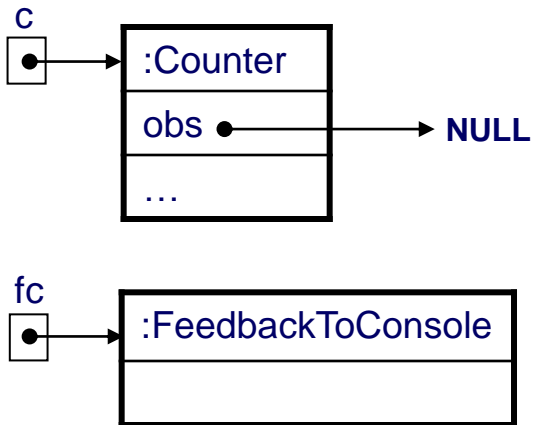 c
:Counter
obs NULL
…
fc
:FeedbackToConsole